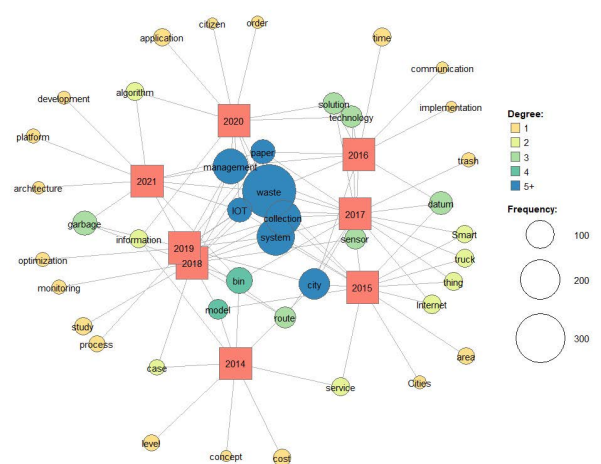 citizen
order
application
time
communication
algorithm
development
solution
implementation
technology
2020
platform
paper
2016
management
trash
2021
waste
architecture
IOT
datum
garbage
collection
2017
information
system
sensor
Smart
2019
optimization
2018
truck
bin
city
thing
monitoring
2015
Internet
model
study
route
process
area
2014
case
Cities
service
level
concept
cost
Degree:
1
2
3
4
5+
Frequency:
100
200
300